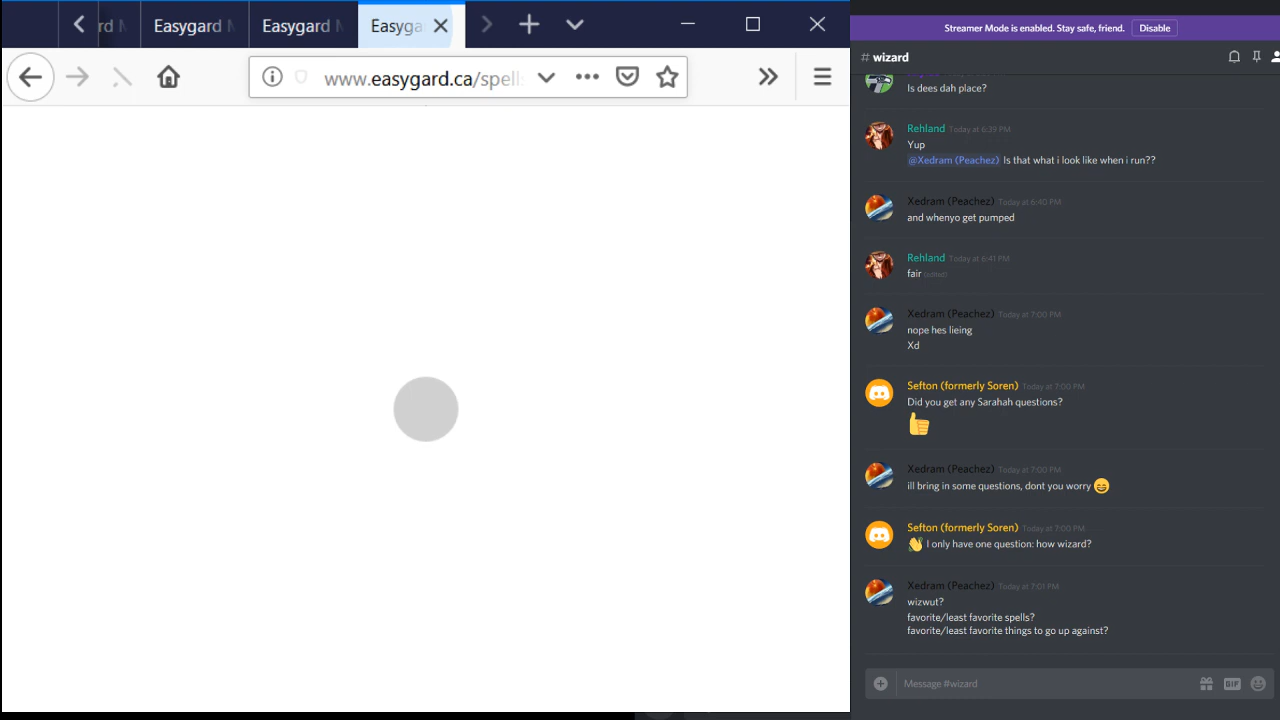 rd M
Easygard M
Easygard M
Easyga
www.easygard.ca/spell
Streamer Mode is enabled. Stay safe, friend.
Disable
# wizard
Is dees dah place?
Rehland Today at 6:39 PM
Yup
@Xedram (Peachez) Is that what i look like when i run??
Xedram (Peachez) Today at 6:40 PM
and whenyo get pumped
Rehland Today at 6:41 PM
fair (edited)
Xedram (Peachez) Today at 7:00 PM
nope hes lieing
Xd
Sefton (formerly Soren) Today at 7:00 PM
Did you get any Sarahah questions?
Xedram (Peachez) Today at 7:00 PM
ill bring in some questions, dont you worry
Sefton (formerly Soren) Today at 7:00 PM
I only have one question: how wizard?
Xedram (Peachez) Today at 7:01 PM
wizwut?
favorite/least favorite spells?
favorite/least favorite things to go up against?
Message #wizard
GIF